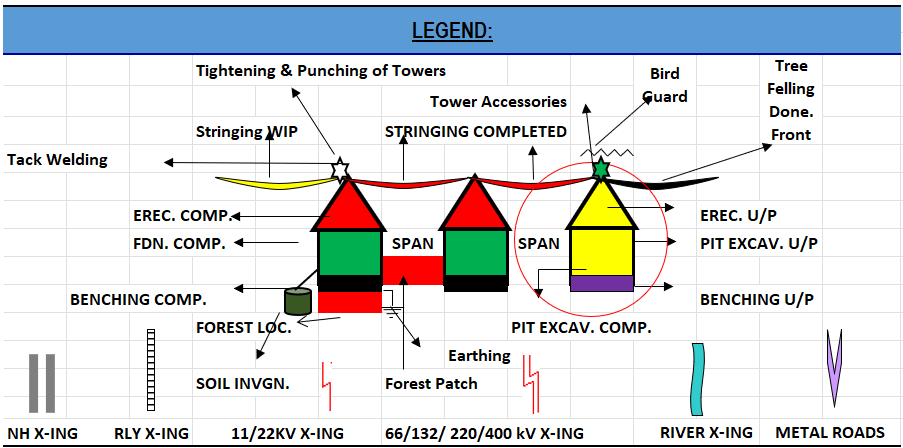 LEGEND:
Tightening & Punching of Towers
Bird
Guard
Tree
Felling
Done.
Front
Tower Accessories
Stringing WIP
STRINGING COMPLETED
Tack Welding
EREC. COMP.
EREC. U/P
FDN. COMP.
SPAN
SPAN
PIT EXCAV. U/P
BENCHING COMP.
BENCHING U/P
FOREST LOC.
PIT EXCAV. COMP.
Earthing
SOIL INVGN.
Forest Patch
NH X-ING
RLY X-ING
11/22KV X-ING
66/132/ 220/400 kV X-ING
RIVER X-ING
METAL ROADS